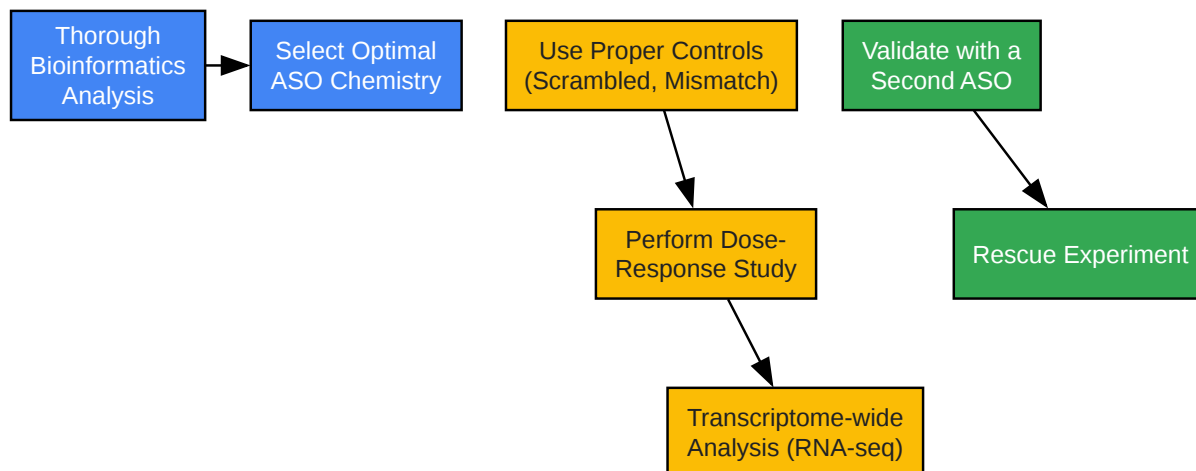 Thorough
Bioinformatics
Analysis
Select Optimal
ASO Chemistry
Use Proper Controls
(Scrambled, Mismatch)
Validate with a
Second ASO
Perform Dose-
Response Study
Rescue Experiment
Transcriptome-wide
Analysis (RNA-seq)